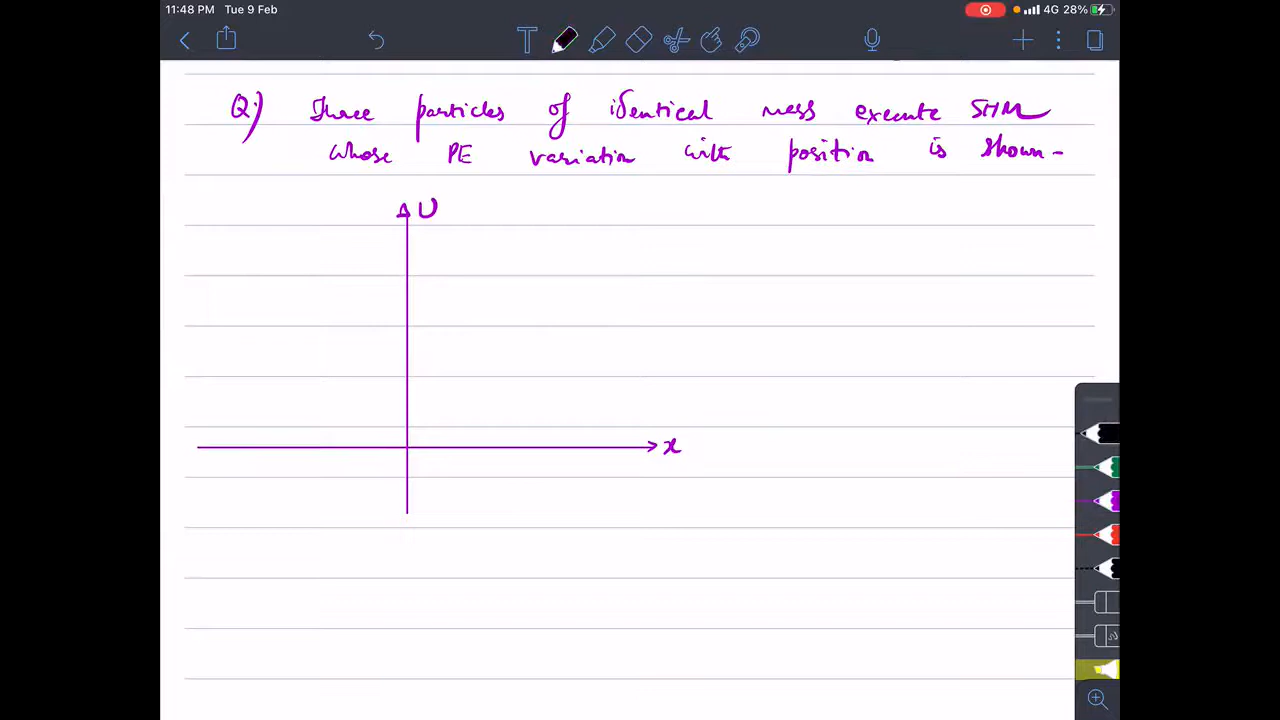 11:48 PM Tue 9 Feb 4G 28%
T
Q) Three particles of identical mass execute SHM
whose PE variation with position is shown-
U
x